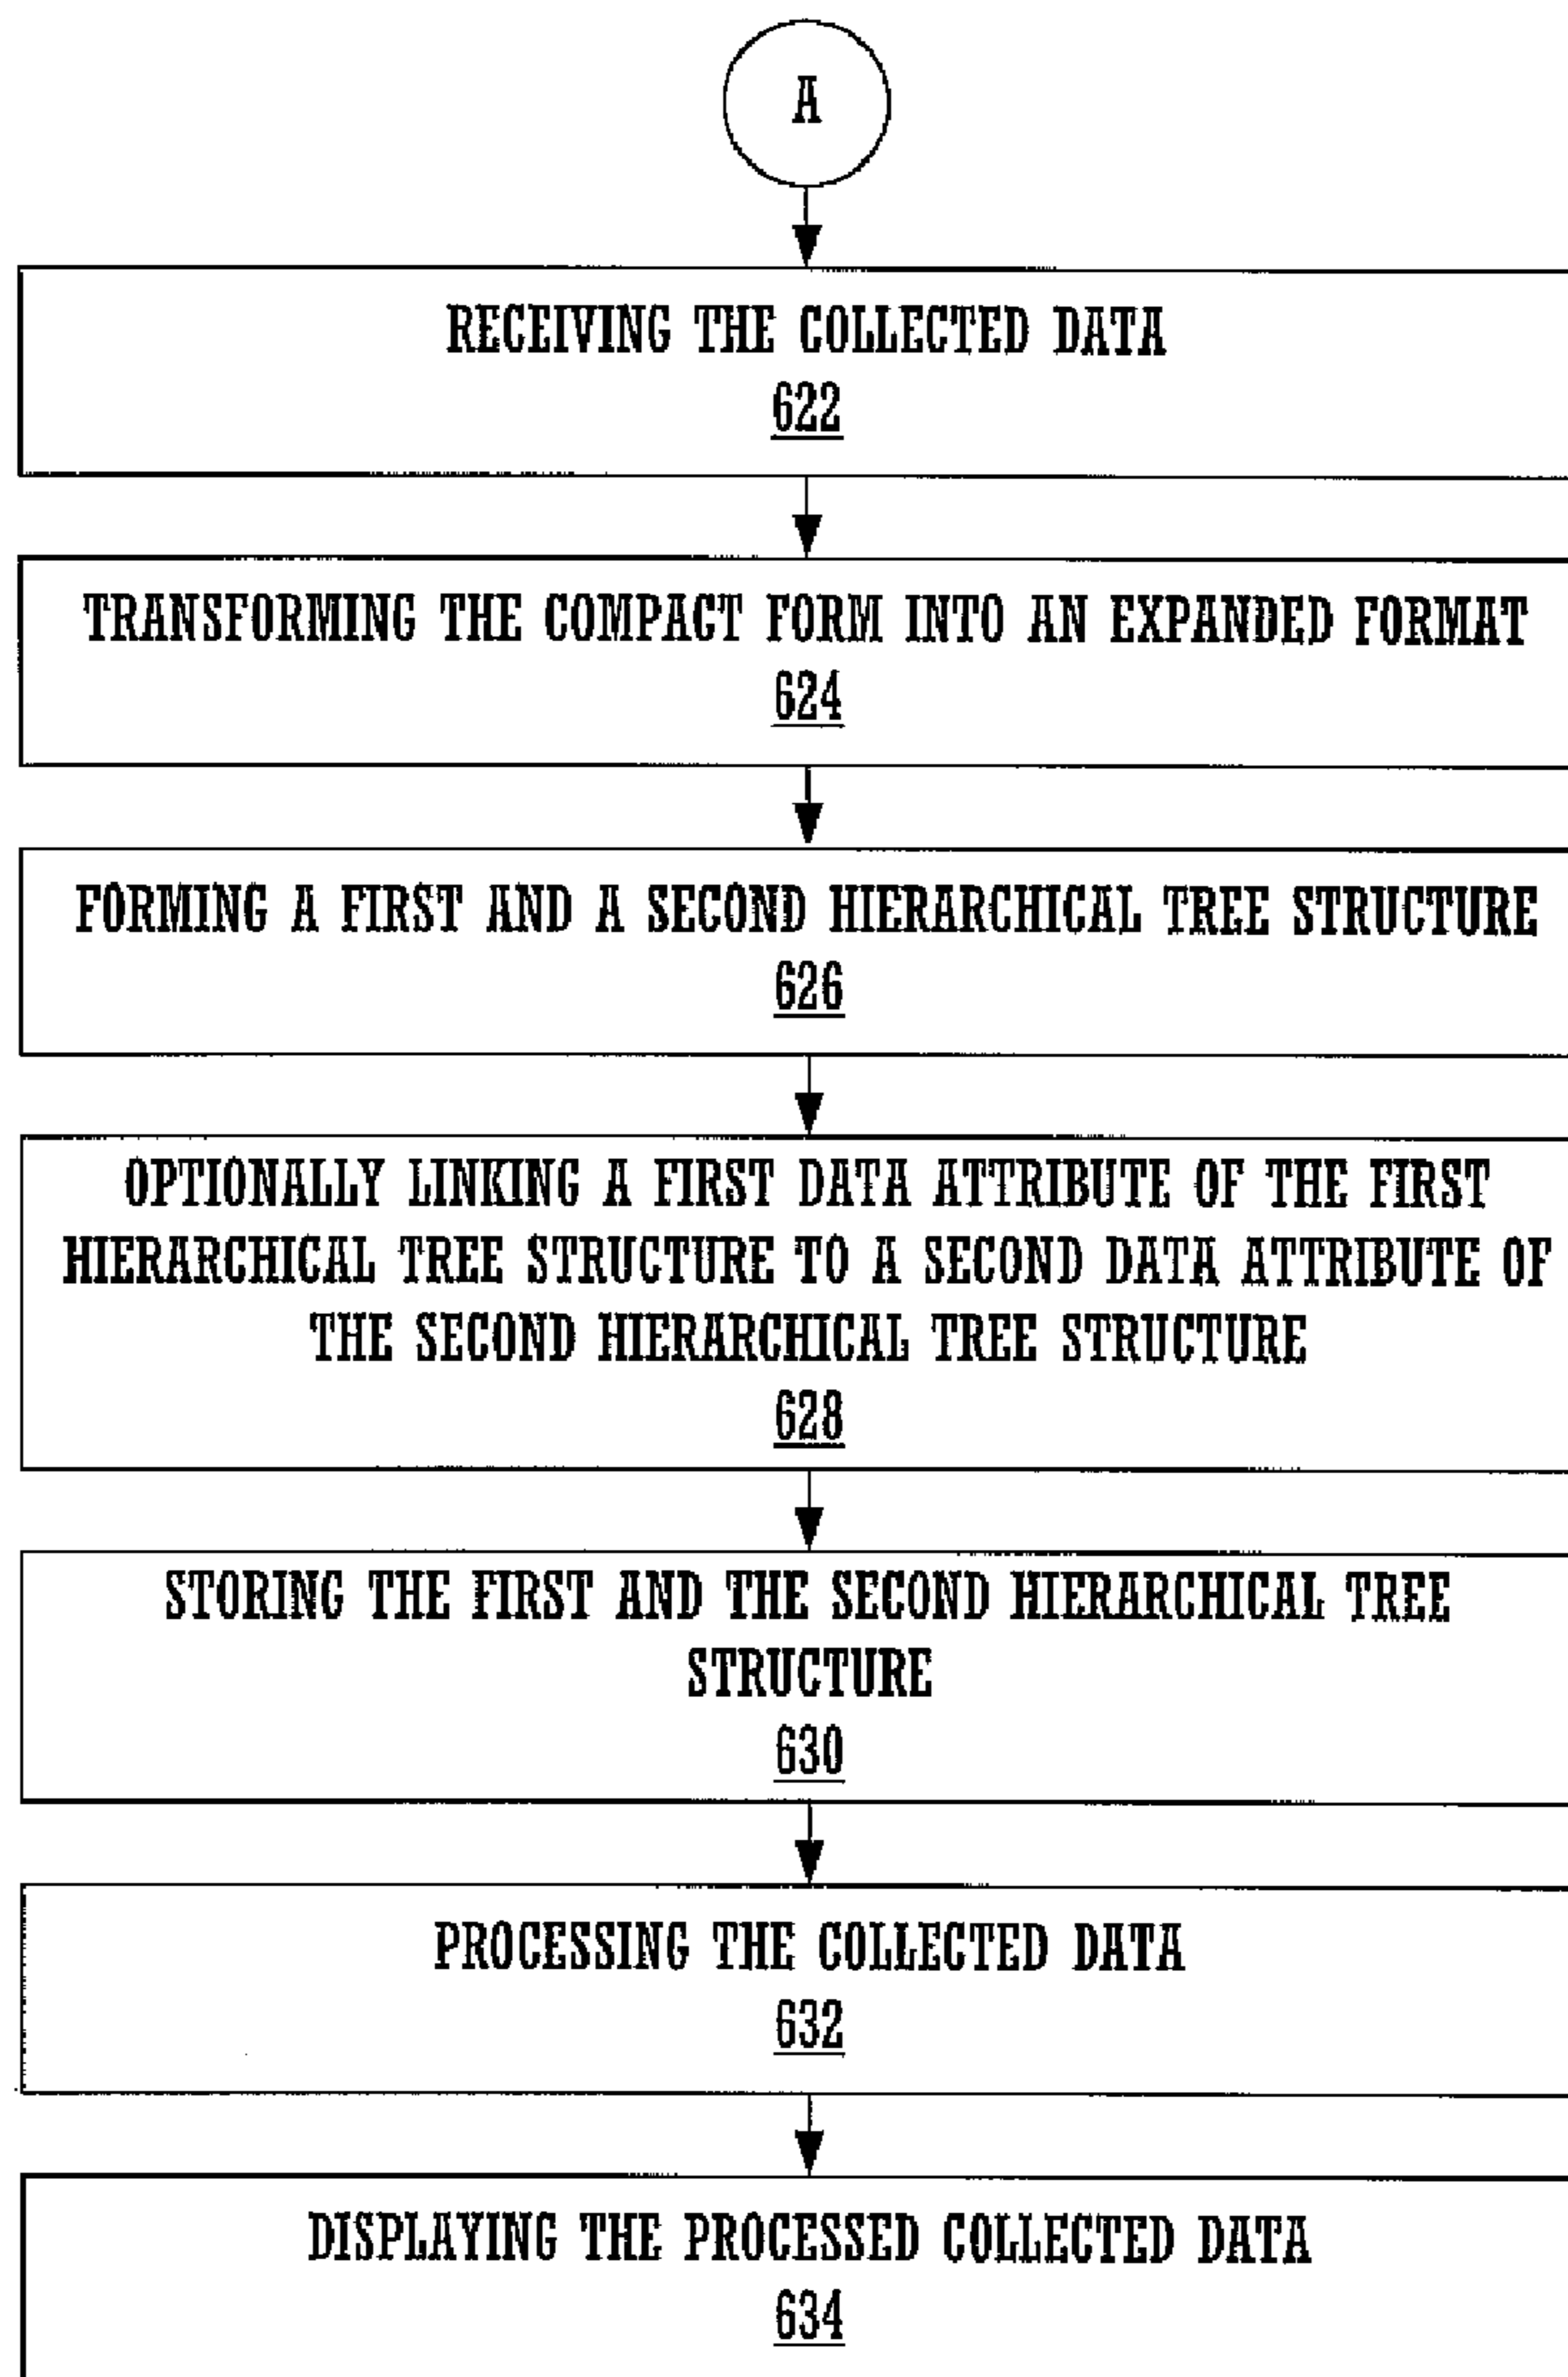 A
RECEIVING THE COLLECTED DATA
622
TRANSFORMING THE COMPACT FORM INTO AN EXPANDED FORMAT
624
FORMING A FIRST AND A SECOND HIERARCHICAL TREE STRUCTURE
626
OPTIONALLY LINKING A FIRST DATA ATTRIBUTE OF THE FIRST
HIERARCHICAL TREE STRUCTURE TO A SECOND DATA ATTRIBUTE OF
THE SECOND HIERARCHICAL TREE STRUCTURE
628
STORING THE FIRST AND THE SECOND HIERARCHICAL TREE
STRUCTURE
630
PROCESSING THE COLLECTED DATA
632
DISPLAYING THE PROCESSED COLLECTED DATA
634